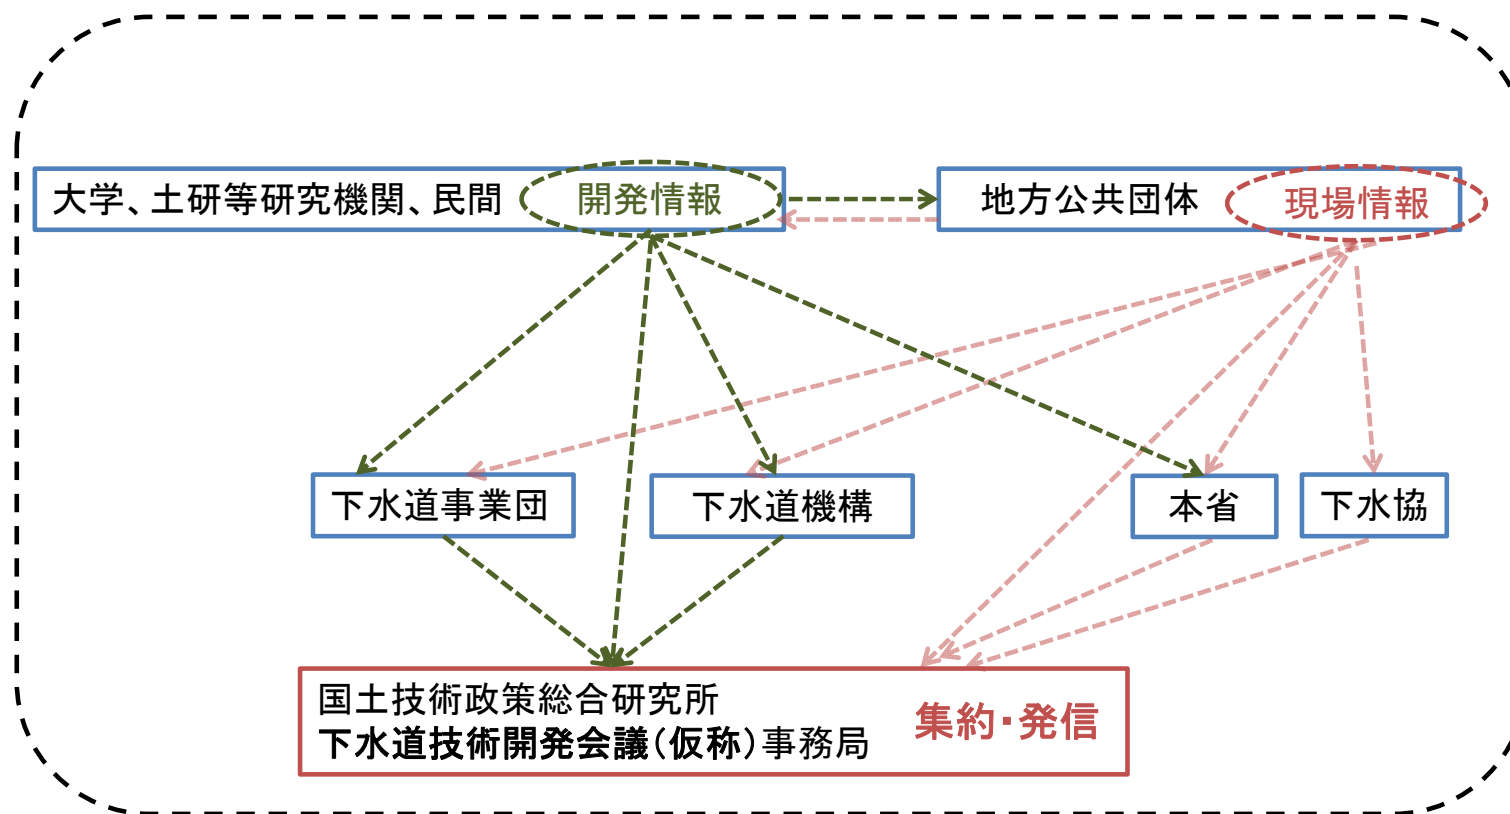 大学、土研等研究機関、民間
開発情報
地方公共団体
現場情報
下水道事業団
下水道機構
本省
下水協
国土技術政策総合研究所
下水道技術開発会議(仮称)事務局
集約・発信